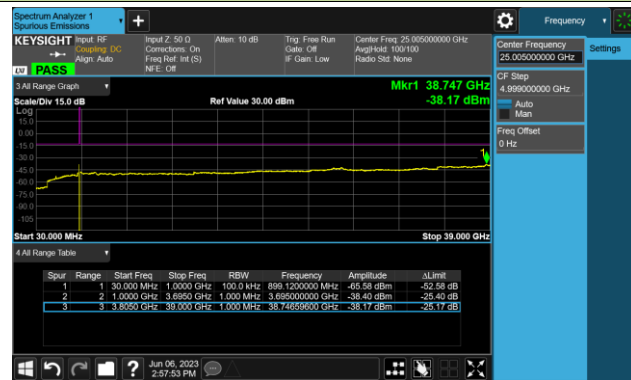 Spectrum Analyzer 1
Spurious Emissions
+
Frequency
KEYSIGHT
Input: RF
Coupling: DC
Align: Auto
Input Z: 50 Ω
Corrections: On
Freq Ref: Int (S)
NFE: Off
Atten: 10 dB
Trig: Free Run
Gate: Off
IF Gain: Low
Center Freq: 25.005000000 GHz
Avg|Hold: 100/100
Radio Std: None
LXI
PASS
Center Frequency
25.005000000 GHz
Settings
CF Step
4.999000000 GHz
Auto
Man
Freq Offset
0 Hz
3 All Range Graph
Mkr1 38.747 GHz
-38.17 dBm
Scale/Div 15.0 dB
Ref Value 30.00 dBm
Log
15.0
0.00
-15.0
-30.0
-45.0
-60.0
-75.0
-90.0
-105
1
Start 30.000 MHz
Stop 39.000 GHz
4 All Range Table
Spur Range Start Freq Stop Freq RBW Frequency Amplitude ΔLimit
1 1 30.000 MHz 1.0000 GHz 100.0 kHz 899.1200000 MHz -65.58 dBm -52.58 dB
2 2 1.0000 GHz 3.6950 GHz 1.000 MHz 3.695000000 GHz -38.40 dBm -25.40 dB
3 3 3.8050 GHz 39.000 GHz 1.000 MHz 38.74659600 GHz -38.17 dBm -25.17 dB
?
Jun 06, 2023
2:57:53 PM